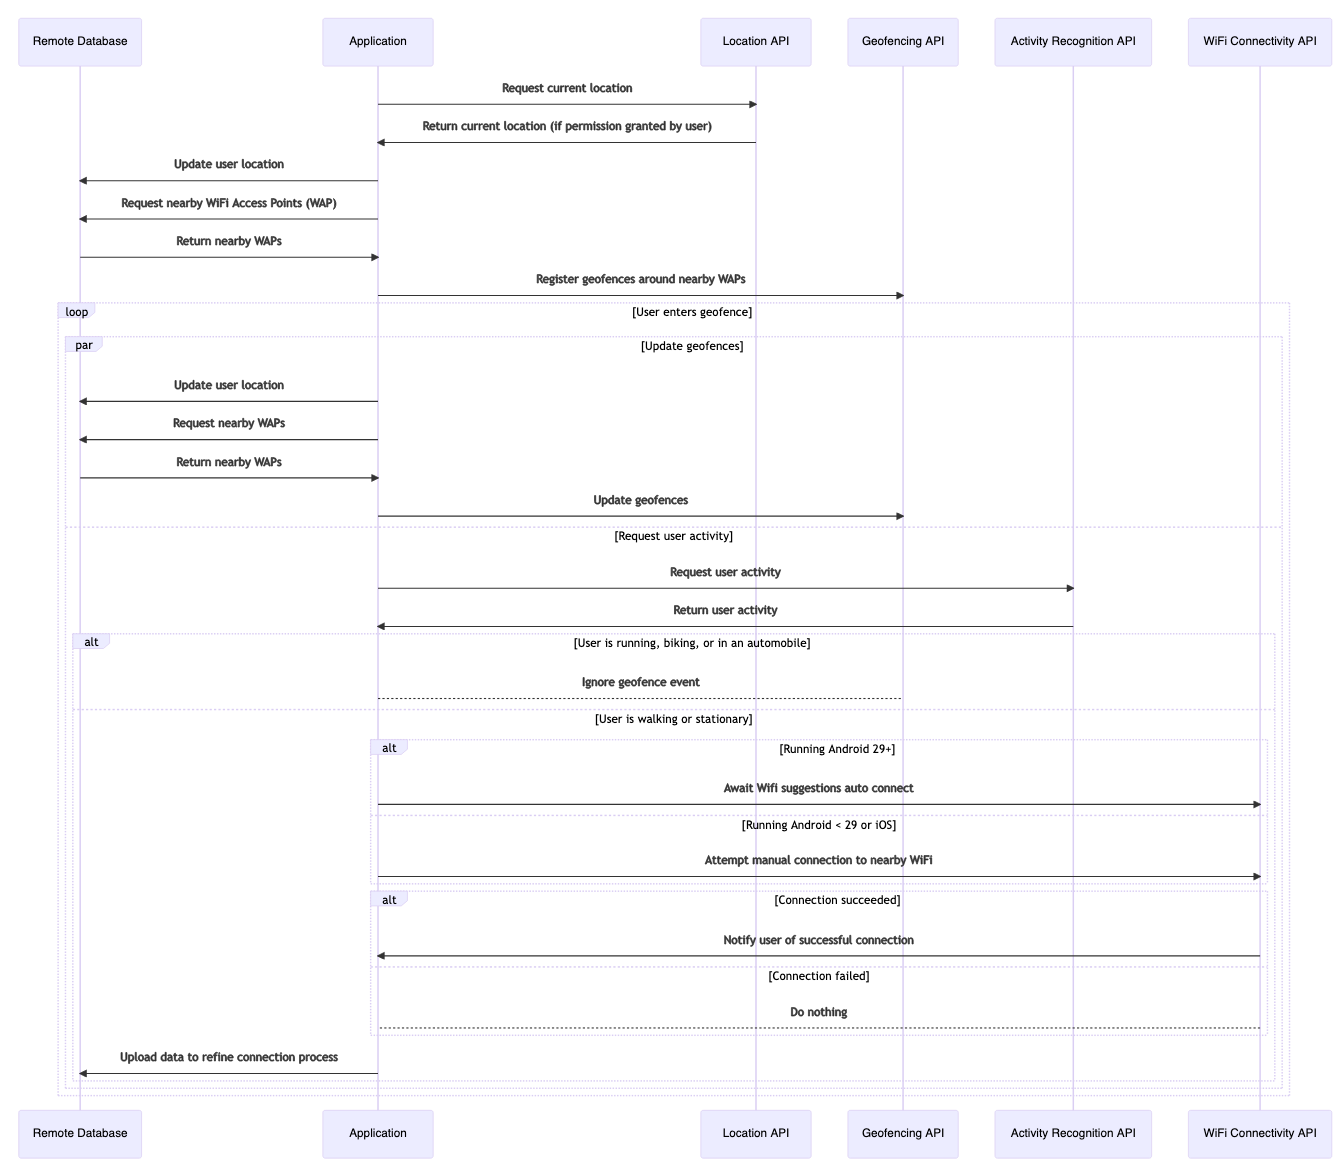 Remote Database
Application
Location API
Geofencing API
Activity Recognition API
WiFi Connectivity API
Request current location
Return current location (if permission granted by user)
Update user location
Request nearby WiFi Access Points (WAP)
Return nearby WAPs
Register geofences around nearby WAPs
loop
[User enters geofence]
par
[Update geofences]
Update user location
Request nearby WAPs
Return nearby WAPs
Update geofences
[Request user activity]
Request user activity
Return user activity
alt
[User is running, biking, or in an automobile]
Ignore geofence event
[User is walking or stationary]
alt
[Running Android 29+]
Await Wifi suggestions auto connect
[Running Android < 29 or iOS]
Attempt manual connection to nearby WiFi
alt
[Connection succeeded]
Notify user of successful connection
[Connection failed]
Do nothing
Upload data to refine connection process
Remote Database
Application
Location API
Geofencing API
Activity Recognition API
WiFi Connectivity API